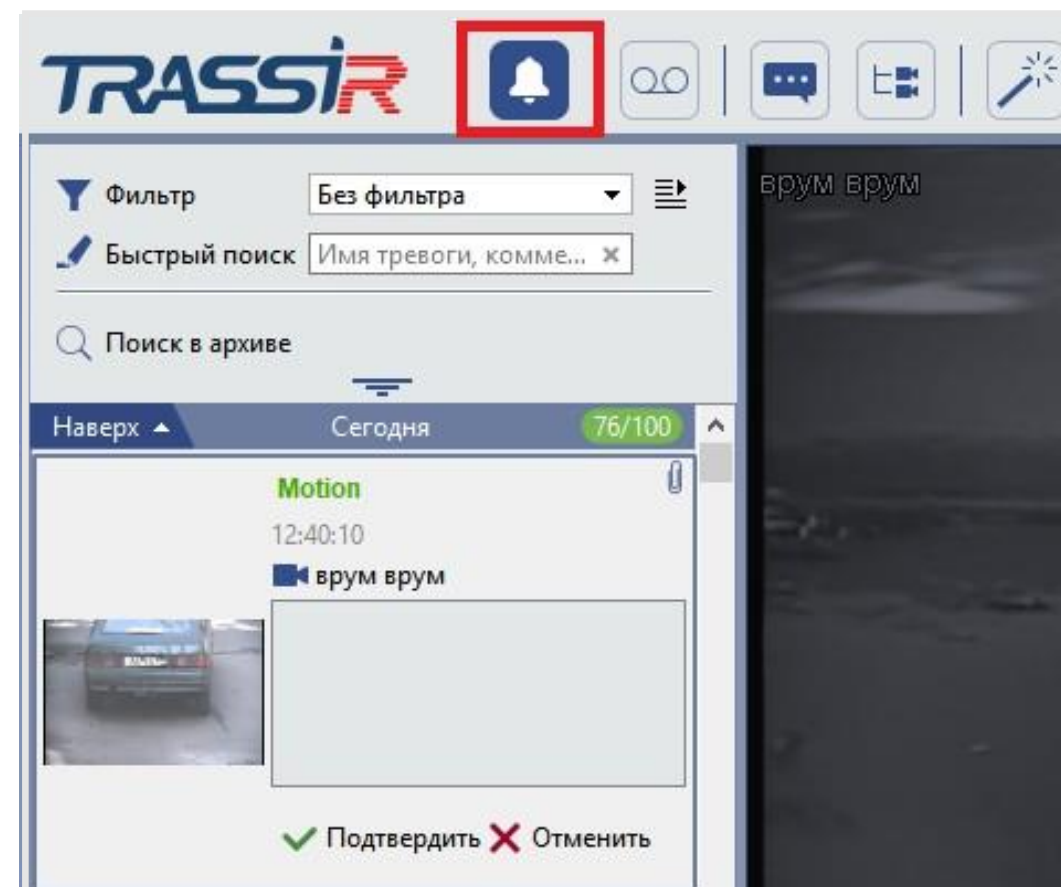 TRASSIR
Фильтр Без фильтра
врум врум
Быстрый поиск Имя тревоги, комме...
Поиск в архиве
Наверх Сегодня 76/100
Motion
12:40:10
врум врум
Подтвердить Отменить